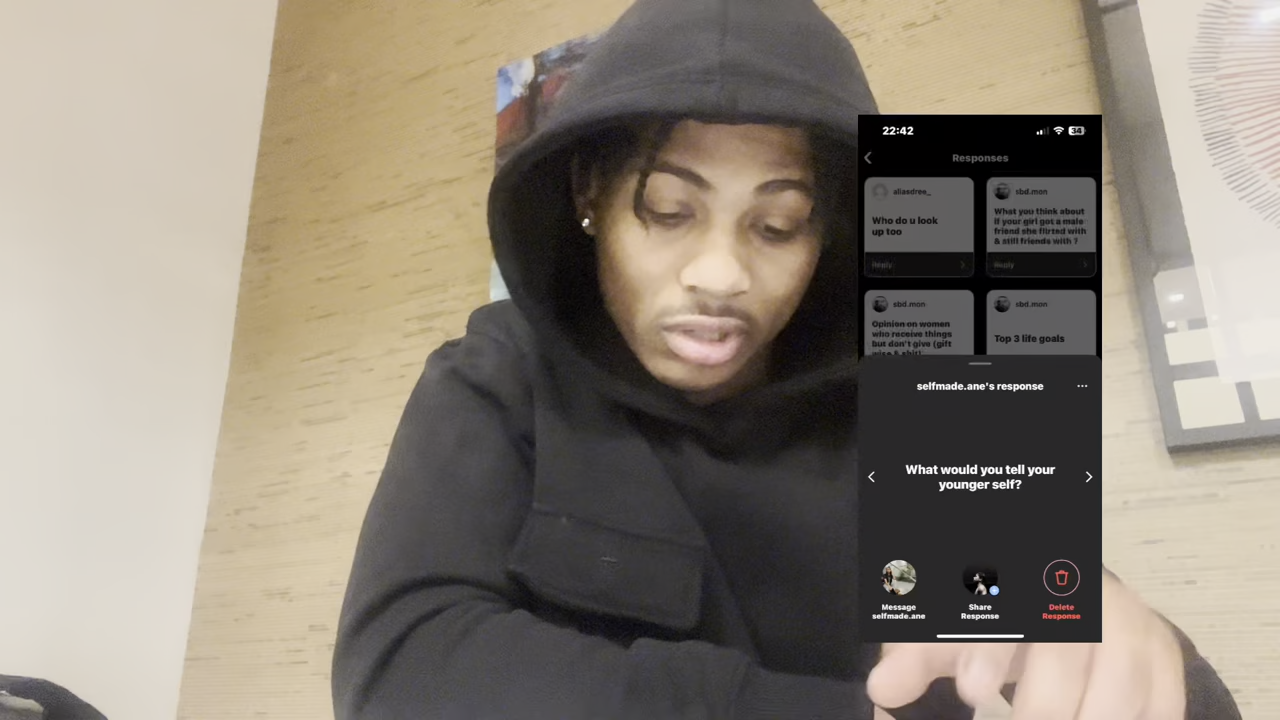 22:42
34
Responses
aliasdree_
Who do u look
up too
Reply
sbd.mon
What you think about
if your girl got a male
friend she flirted with
& still friends with ?
Reply
sbd.mon
Opinion on women
who receive things
but don't give (gift
wise & shit)
sbd.mon
Top 3 life goals
selfmade.ane's response
What would you tell your
younger self?
Message
selfmade.ane
Share
Response
Delete
Response